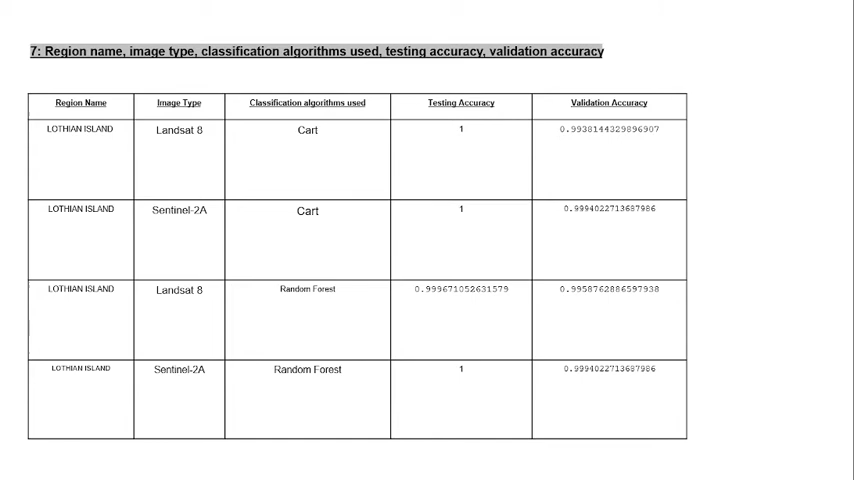 7: Region name, image type, classification algorithms used, testing accuracy, validation accuracy
Region Name Image Type Classification algorithms used Testing Accuracy Validation Accuracy
LOTHIAN ISLAND Landsat 8 Cart 1 0.9938144329896907
LOTHIAN ISLAND Sentinel-2A Cart 1 0.9994022713687986
LOTHIAN ISLAND Landsat 8 Random Forest 0.999671052631579 0.9958762886597938
LOTHIAN ISLAND Sentinel-2A Random Forest 1 0.9994022713687986